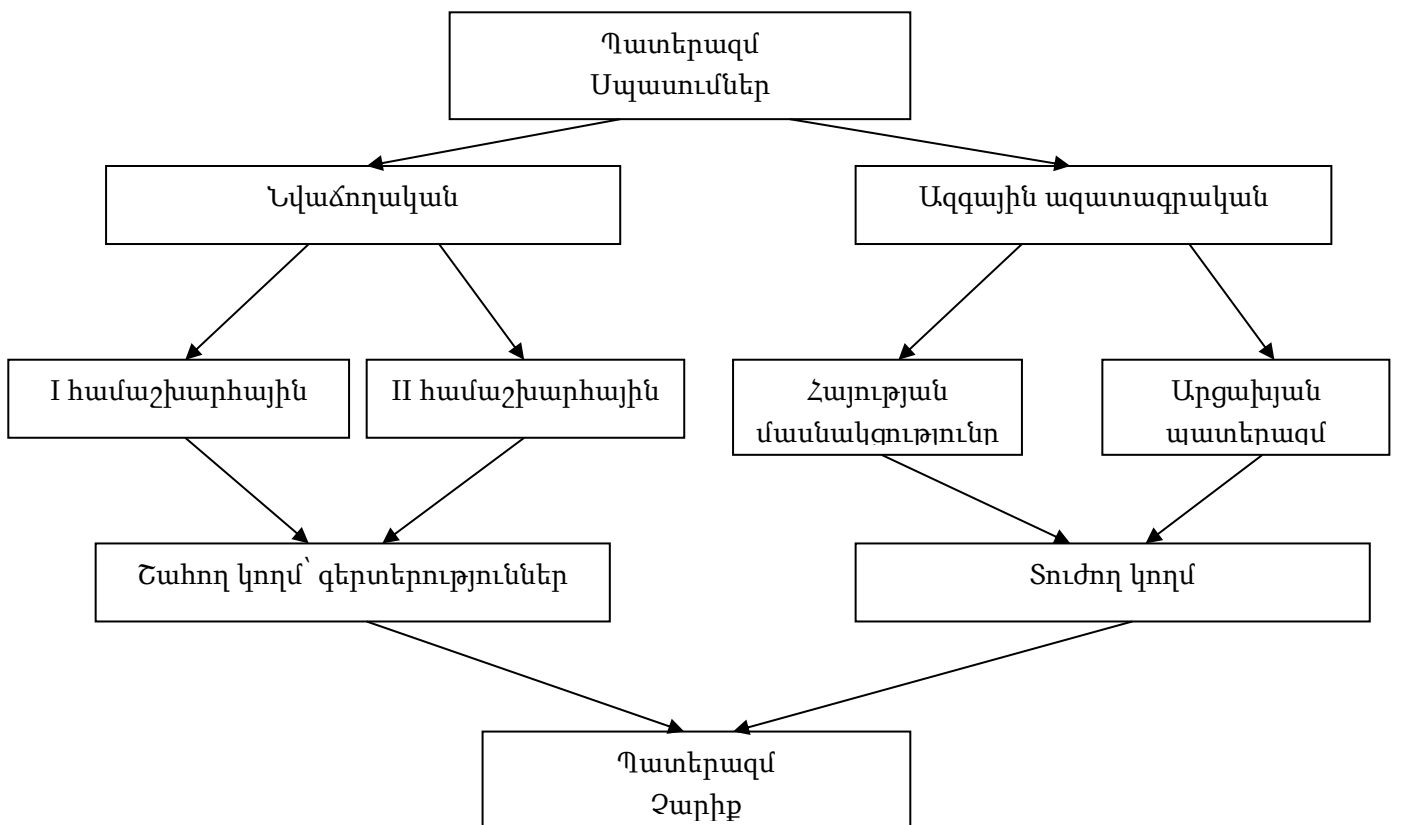 Պատերազմ
Սպասումներ
Նվաճողական
Ազգային ազատագրական
I համաշխարհային
II համաշխարհային
Հայության
մասնակցությունը
Արցախյան
պատերազմ
Շահող կողմ՝ գերտերություններ
Տուժող կողմ
Պատերազմ
Չարիք